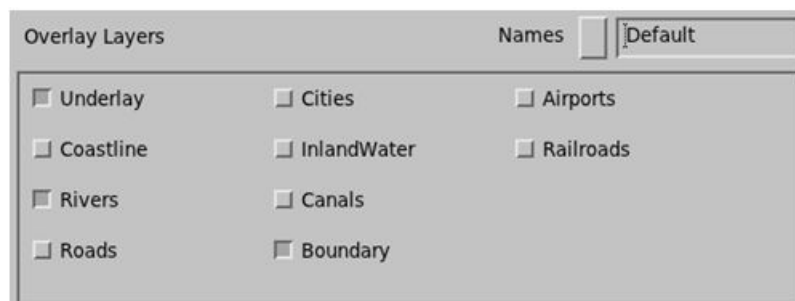 Overlay Layers Names Default
Underlay Cities Airports
Coastline InlandWater Railroads
Rivers Canals
Roads Boundary